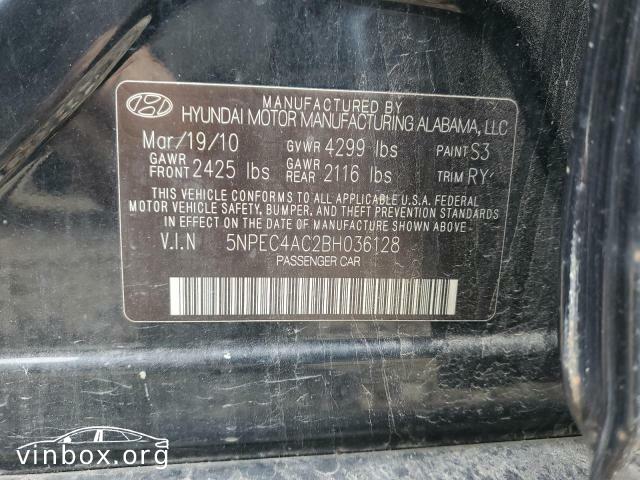 MANUFACTURED BY
HYUNDAI MOTOR MANUFACTURING ALABAMA, LLC
Mar/19/10 GVWR 4299 lbs PAINT S3
GAWR FRONT 2425 lbs GAWR REAR 2116 lbs TRIM RY
THIS VEHICLE CONFORMS TO ALL APPLICABLE U.S.A. FEDERAL
MOTOR VEHICLE SAFETY, BUMPER, AND THEFT PREVENTION STANDARDS
IN EFFECT ON THE DATE OF MANUFACTURE SHOWN ABOVE.
V.I.N 5NPEC4AC2BH036128
PASSENGER CAR
vinbox.org